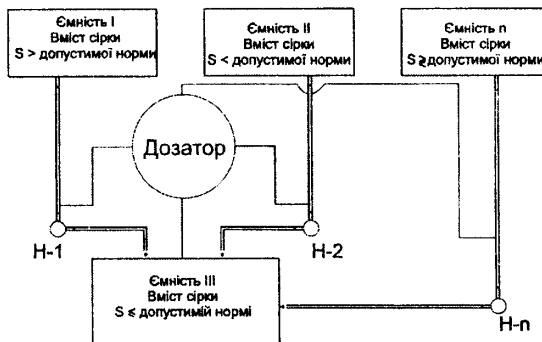 Ємність I
Вміст сірки
S > допустимої норми
Ємність II
Вміст сірки
S < допустимої норми
Ємність n
Вміст сірки
S ≷ допустимої норми
Дозатор
Н-1
Н-2
Ємність III
Вміст сірки
S ≤ допустимій нормі
Н-n